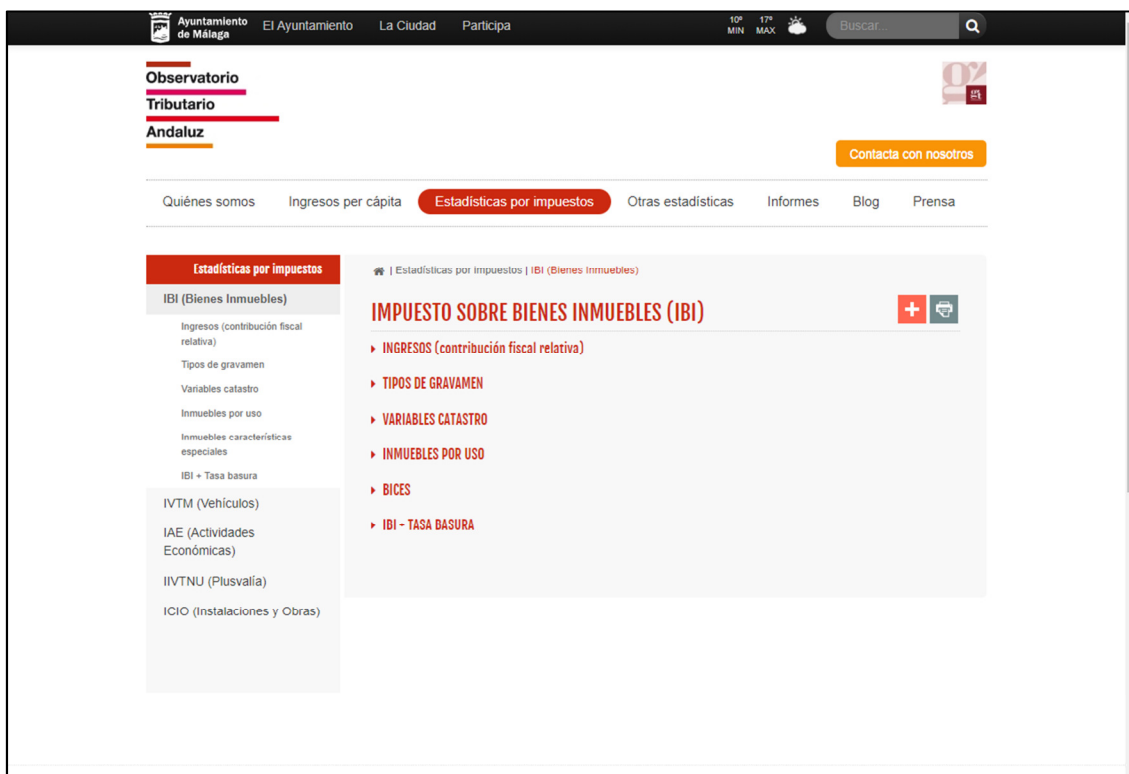 Ayuntamiento
de Málaga
El Ayuntamiento
La Ciudad
Participa
10º
MIN
17º
MAX
Buscar...
Observatorio
Tributario
Andaluz
gt
Contacta con nosotros
Quiénes somos
Ingresos per cápita
Estadísticas por impuestos
Otras estadísticas
Informes
Blog
Prensa
Estadísticas por impuestos
IBI (Bienes Inmuebles)
Ingresos (contribución fiscal
relativa)
Tipos de gravamen
Variables catastro
Inmuebles por uso
Inmuebles características
especiales
IBI + Tasa basura
IVTM (Vehículos)
IAE (Actividades
Económicas)
IIVTNU (Plusvalía)
ICIO (Instalaciones y Obras)
| Estadísticas por impuestos | IBI (Bienes Inmuebles)
IMPUESTO SOBRE BIENES INMUEBLES (IBI)
INGRESOS (contribución fiscal relativa)
TIPOS DE GRAVAMEN
VARIABLES CATASTRO
INMUEBLES POR USO
BICES
IBI - TASA BASURA